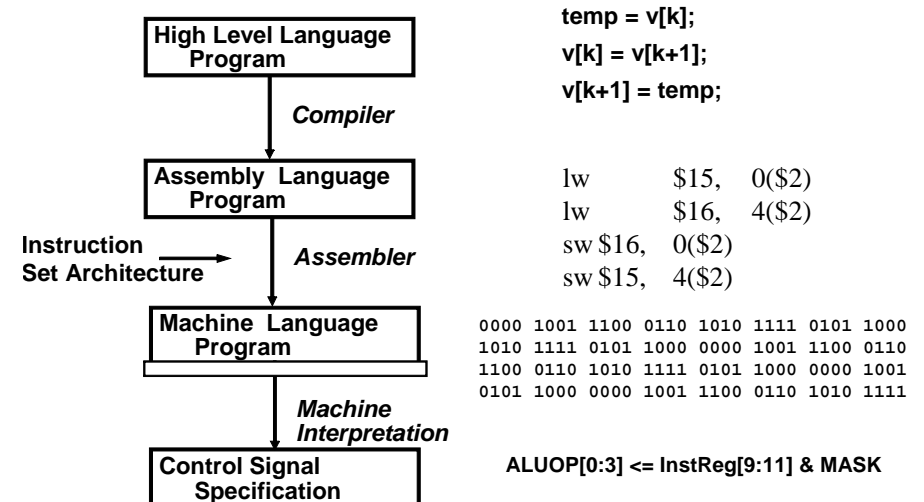 High Level Language
Program
temp = v[k];
v[k] = v[k+1];
v[k+1] = temp;
Compiler
Assembly Language
Program
lw $15, 0($2)
lw $16, 4($2)
sw $16, 0($2)
sw $15, 4($2)
Instruction
Set Architecture
Assembler
Machine Language
Program
0000 1001 1100 0110 1010 1111 0101 1000
1010 1111 0101 1000 0000 1001 1100 0110
1100 0110 1010 1111 0101 1000 0000 1001
0101 1000 0000 1001 1100 0110 1010 1111
Machine
Interpretation
Control Signal
Specification
ALUOP[0:3] <= InstReg[9:11] & MASK